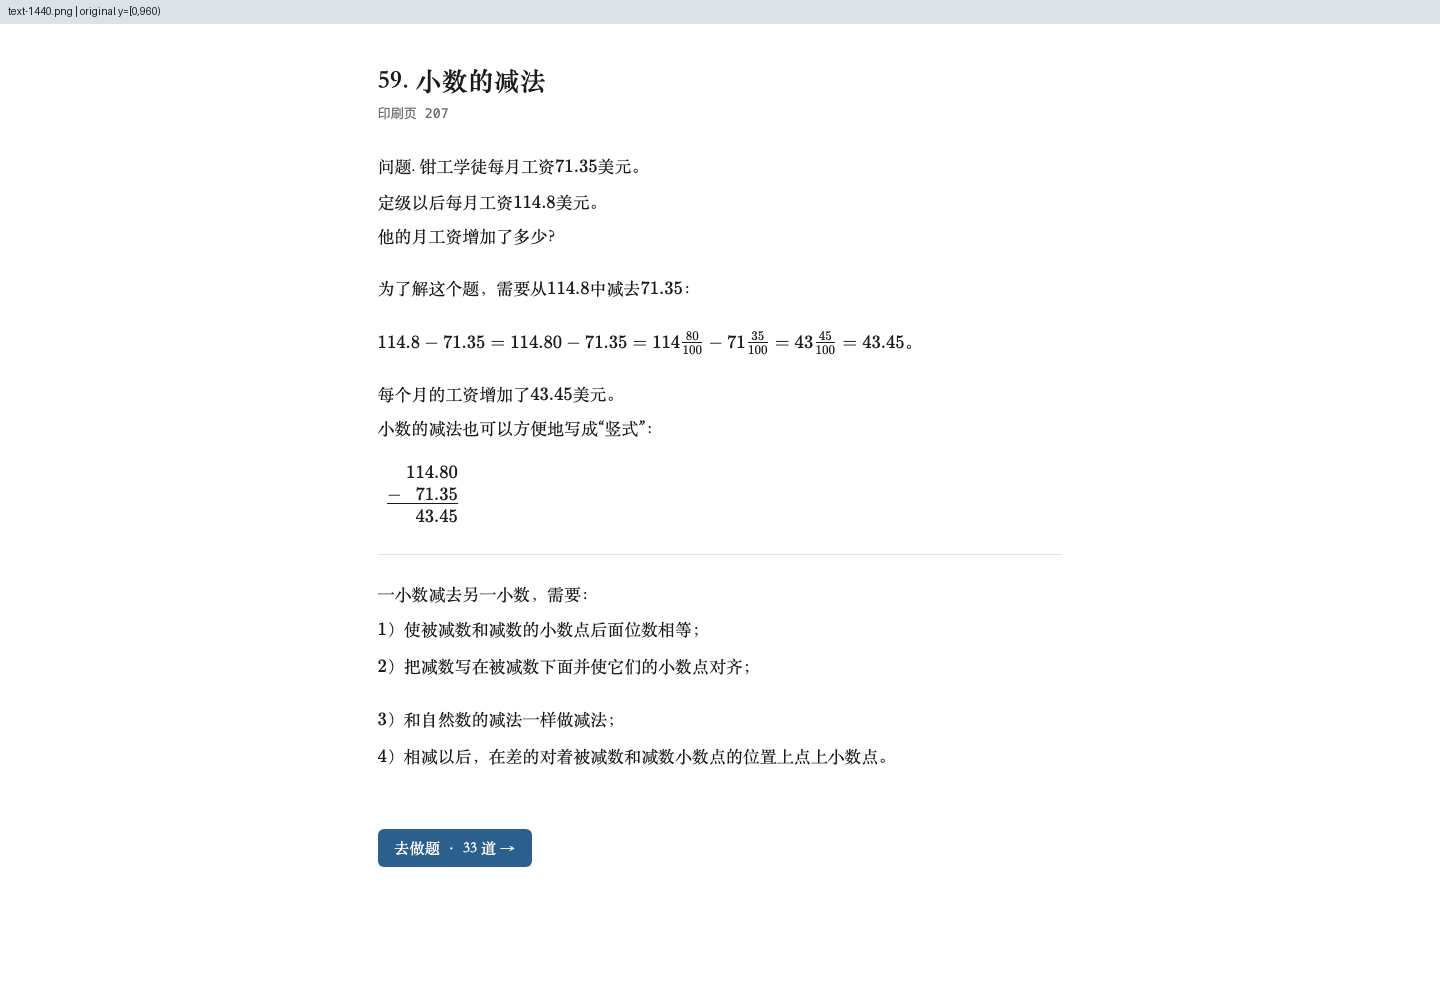 text-1440.png | original y=[0,960)
59. 小数的减法
印刷页 207
问题. 钳工学徒每月工资71.35美元。
定级以后每月工资114.8美元。
他的月工资增加了多少?
为了解这个题，需要从114.8中减去71.35：
114.8 − 71.35 = 114.80 − 71.35 = 114 80/100 − 71 35/100 = 43 45/100 = 43.45。
每个月的工资增加了43.45美元。
小数的减法也可以方便地写成“竖式”：
114.80
− 71.35
43.45
一小数减去另一小数，需要：
1）使被减数和减数的小数点后面位数相等；
2）把减数写在被减数下面并使它们的小数点对齐；
3）和自然数的减法一样做减法；
4）相减以后，在差的对着被减数和减数小数点的位置上点上小数点。
去做题 · 33 道 →